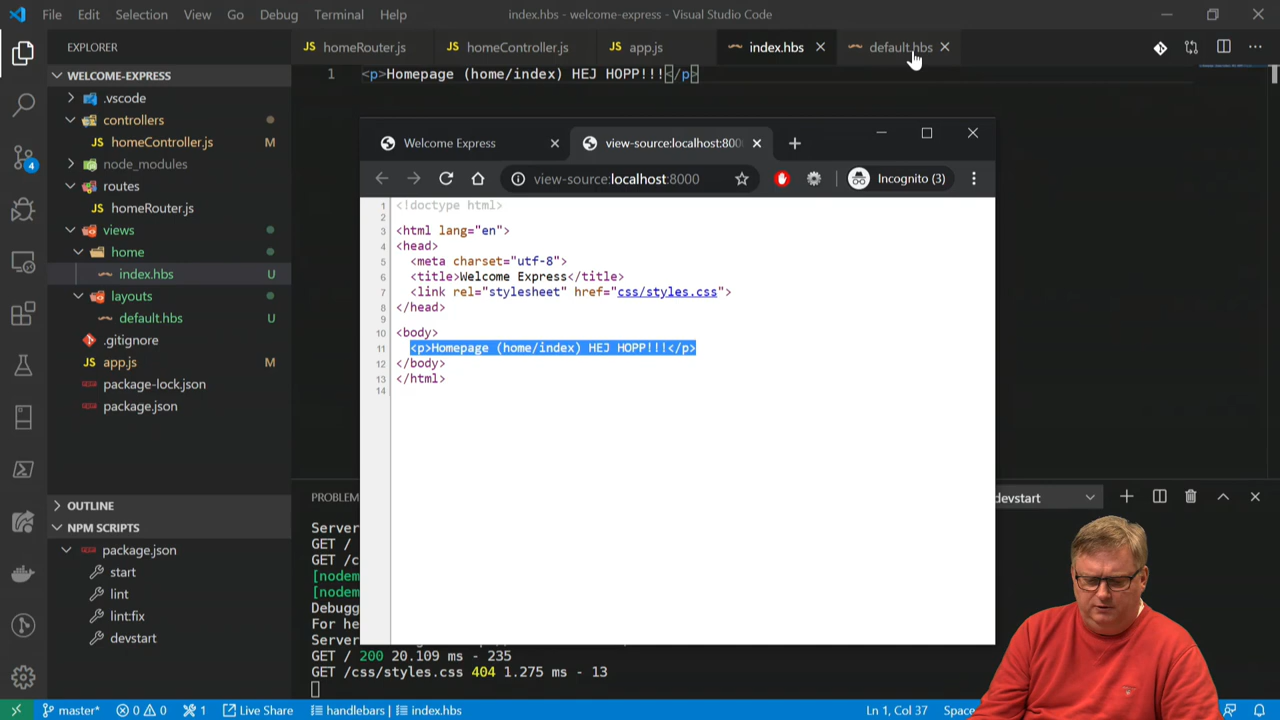 File Edit Selection View Go Debug Terminal Help
index.hbs - welcome-express - Visual Studio Code
EXPLORER
WELCOME-EXPRESS
.vscode
controllers
JS homeController.js M
node_modules
routes
JS homeRouter.js
views
home
index.hbs U
layouts
default.hbs U
.gitignore
JS app.js M
package-lock.json
package.json
OUTLINE
NPM SCRIPTS
package.json
start
lint
lint:fix
devstart
4
JS homeRouter.js JS homeController.js JS app.js index.hbs default.hbs
1 <p>Homepage (home/index) HEJ HOPP!!!</p>
Welcome Express view-source:localhost:800
view-source:localhost:8000 Incognito (3)
1 <!doctype html>
2
3 <html lang="en">
4 <head>
5 <meta charset="utf-8">
6 <title>Welcome Express</title>
7 <link rel="stylesheet" href="css/styles.css">
8 </head>
9
10 <body>
11 <p>Homepage (home/index) HEJ HOPP!!!</p>
12 </body>
13 </html>
14
PROBLEM devstart
Server
GET /
GET /c
[nodem
[nodem
Debugg
For he
Server
GET / 200 20.109 ms - 235
GET /css/styles.css 404 1.275 ms - 13
master* 0 0 1 Live Share handlebars index.hbs Ln 1, Col 37 Space